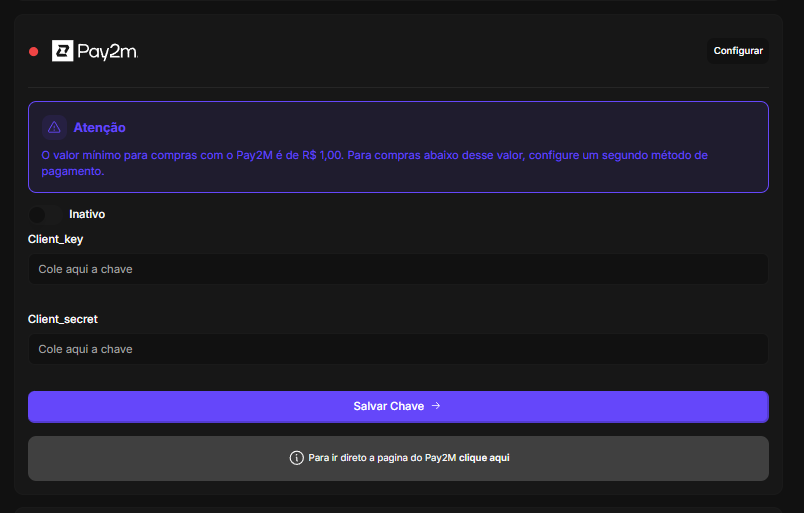 Pay2m
Configurar
Atenção
O valor mínimo para compras com o Pay2M é de R$ 1,00. Para compras abaixo desse valor, configure um segundo método de
pagamento.
Inativo
Client_key
Cole aqui a chave
Client_secret
Cole aqui a chave
Salvar Chave →
Para ir direto a pagina do Pay2M clique aqui